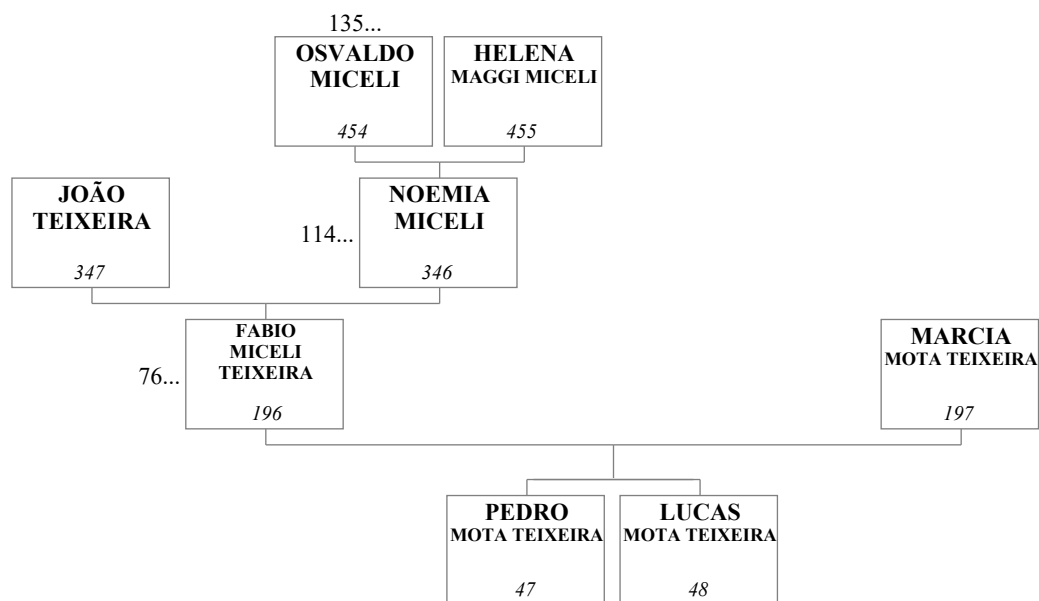 135...
OSVALDO
MICELI
454
HELENA
MAGGI MICELI
455
JOÃO
TEIXEIRA
347
114...
NOEMIA
MICELI
346
76...
FABIO
MICELI
TEIXEIRA
196
MARCIA
MOTA TEIXEIRA
197
PEDRO
MOTA TEIXEIRA
47
LUCAS
MOTA TEIXEIRA
48